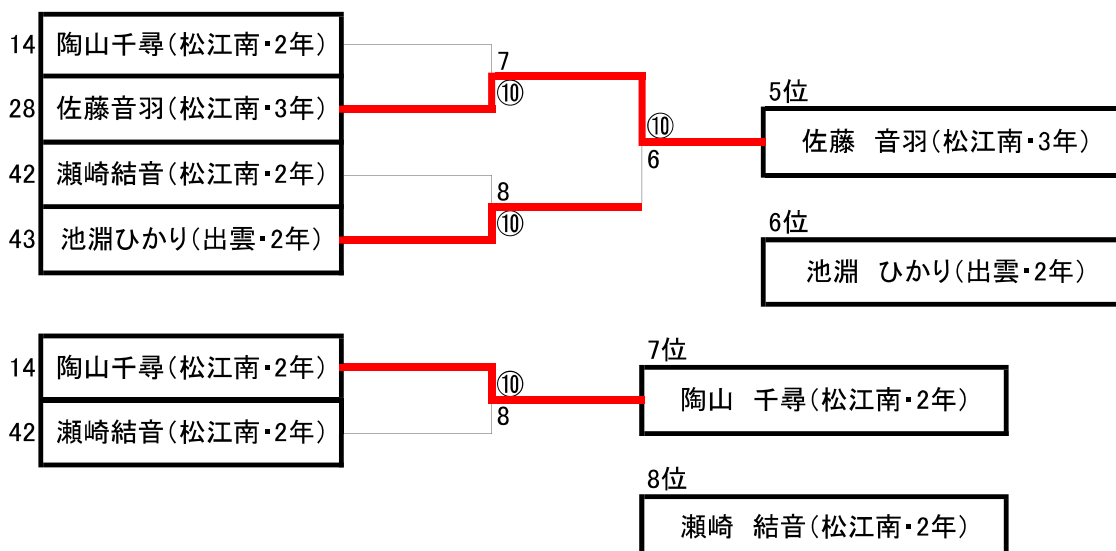 14 陶山千尋(松江南・2年)
7
28 佐藤音羽(松江南・3年)
⑩
5位
⑩
佐藤　音羽(松江南・3年)
6
42 瀬崎結音(松江南・2年)
8
43 池淵ひかり(出雲・2年)
⑩
6位
池淵　ひかり(出雲・2年)
14 陶山千尋(松江南・2年)
⑩
7位
陶山　千尋(松江南・2年)
42 瀬崎結音(松江南・2年)
8
8位
瀬崎　結音(松江南・2年)